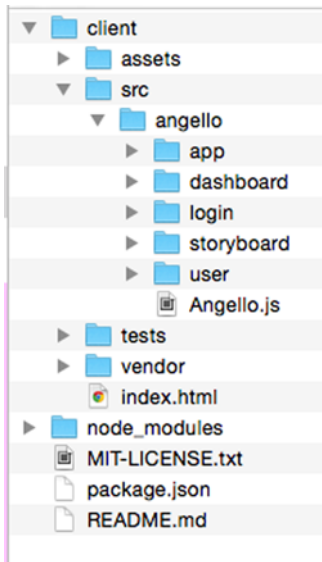 client
assets
src
angello
app
dashboard
login
storyboard
user
Angello.js
tests
vendor
index.html
node_modules
MIT-LICENSE.txt
package.json
README.md